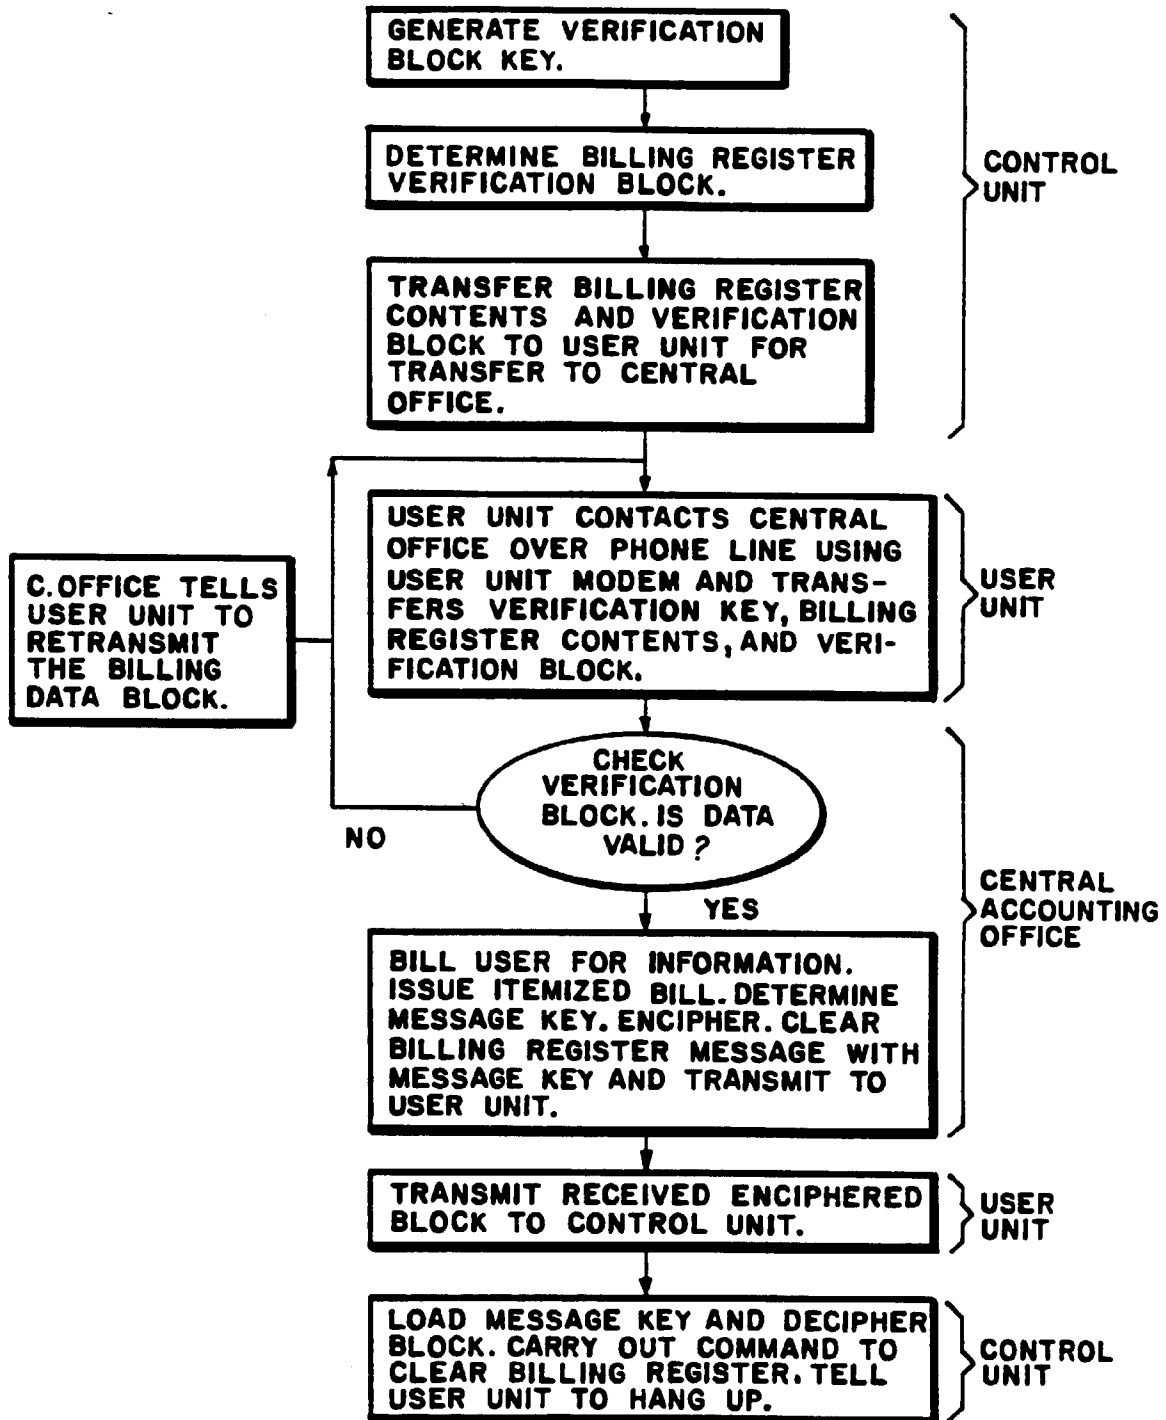 GENERATE VERIFICATION
BLOCK KEY.
DETERMINE BILLING REGISTER
VERIFICATION BLOCK.
CONTROL
UNIT
TRANSFER BILLING REGISTER
CONTENTS AND VERIFICATION
BLOCK TO USER UNIT FOR
TRANSFER TO CENTRAL
OFFICE.
USER UNIT CONTACTS CENTRAL
OFFICE OVER PHONE LINE USING
USER UNIT MODEM AND TRANS-
FERS VERIFICATION KEY, BILLING
REGISTER CONTENTS, AND VERI-
FICATION BLOCK.
USER
UNIT
C.OFFICE TELLS
USER UNIT TO
RETRANSMIT
THE BILLING
DATA BLOCK.
CHECK
VERIFICATION
BLOCK. IS DATA
VALID ?
NO
YES
CENTRAL
ACCOUNTING
OFFICE
BILL USER FOR INFORMATION.
ISSUE ITEMIZED BILL. DETERMINE
MESSAGE KEY. ENCIPHER. CLEAR
BILLING REGISTER MESSAGE WITH
MESSAGE KEY AND TRANSMIT TO
USER UNIT.
TRANSMIT RECEIVED ENCIPHERED
BLOCK TO CONTROL UNIT.
USER
UNIT
LOAD MESSAGE KEY AND DECIPHER
BLOCK. CARRY OUT COMMAND TO
CLEAR BILLING REGISTER. TELL
USER UNIT TO HANG UP.
CONTROL
UNIT